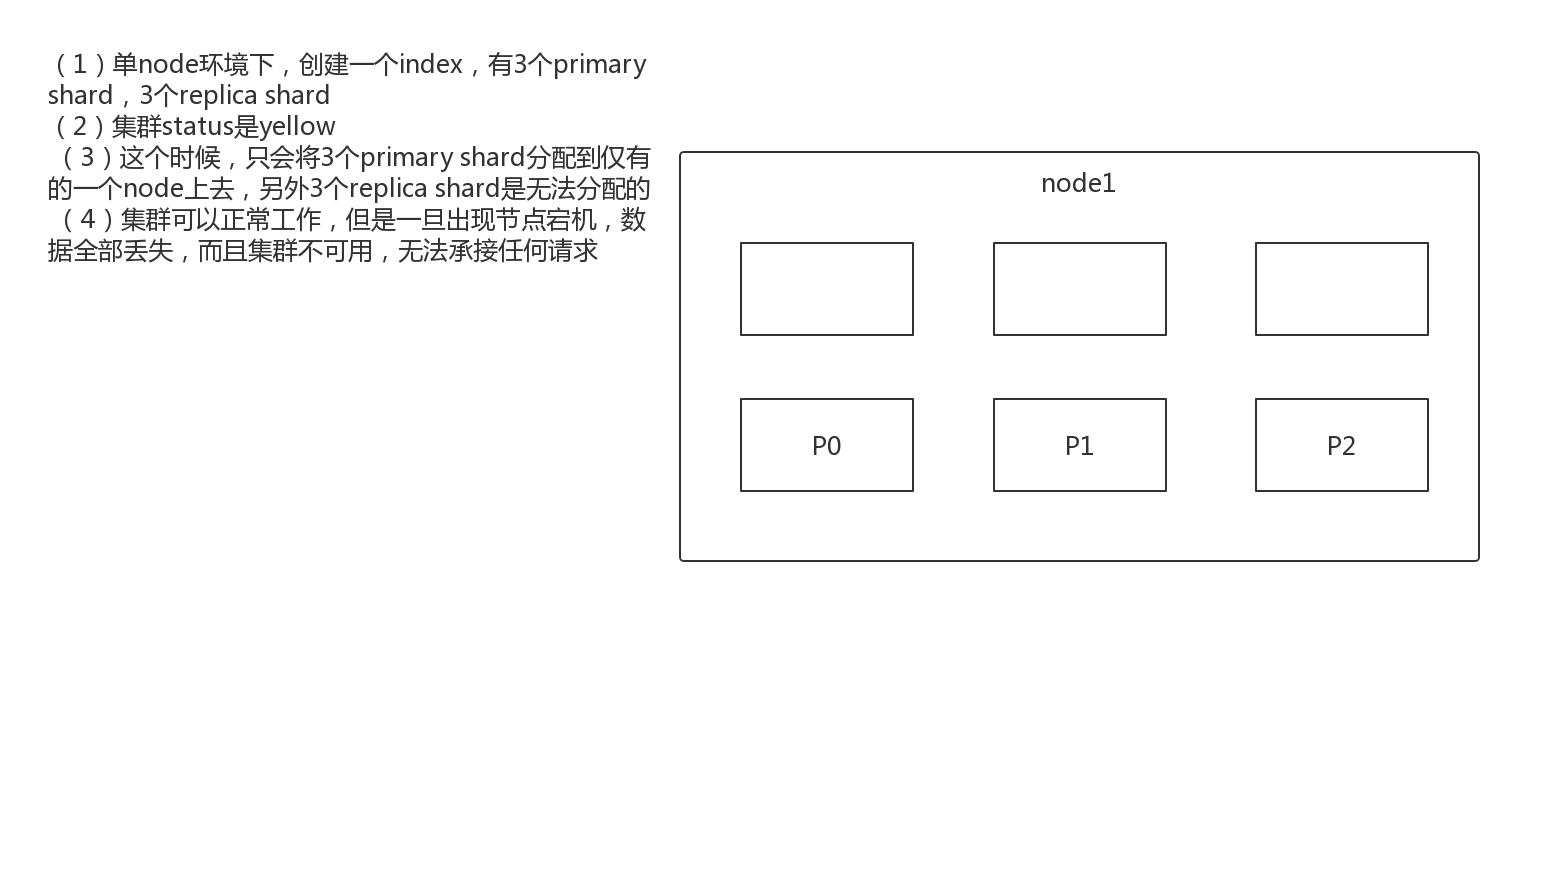 （1）单node环境下，创建一个index，有3个primary
shard，3个replica shard
（2）集群status是yellow
（3）这个时候，只会将3个primary shard分配到仅有
的一个node上去，另外3个replica shard是无法分配的
（4）集群可以正常工作，但是一旦出现节点宕机，数
据全部丢失，而且集群不可用，无法承接任何请求
node1
P0
P1
P2